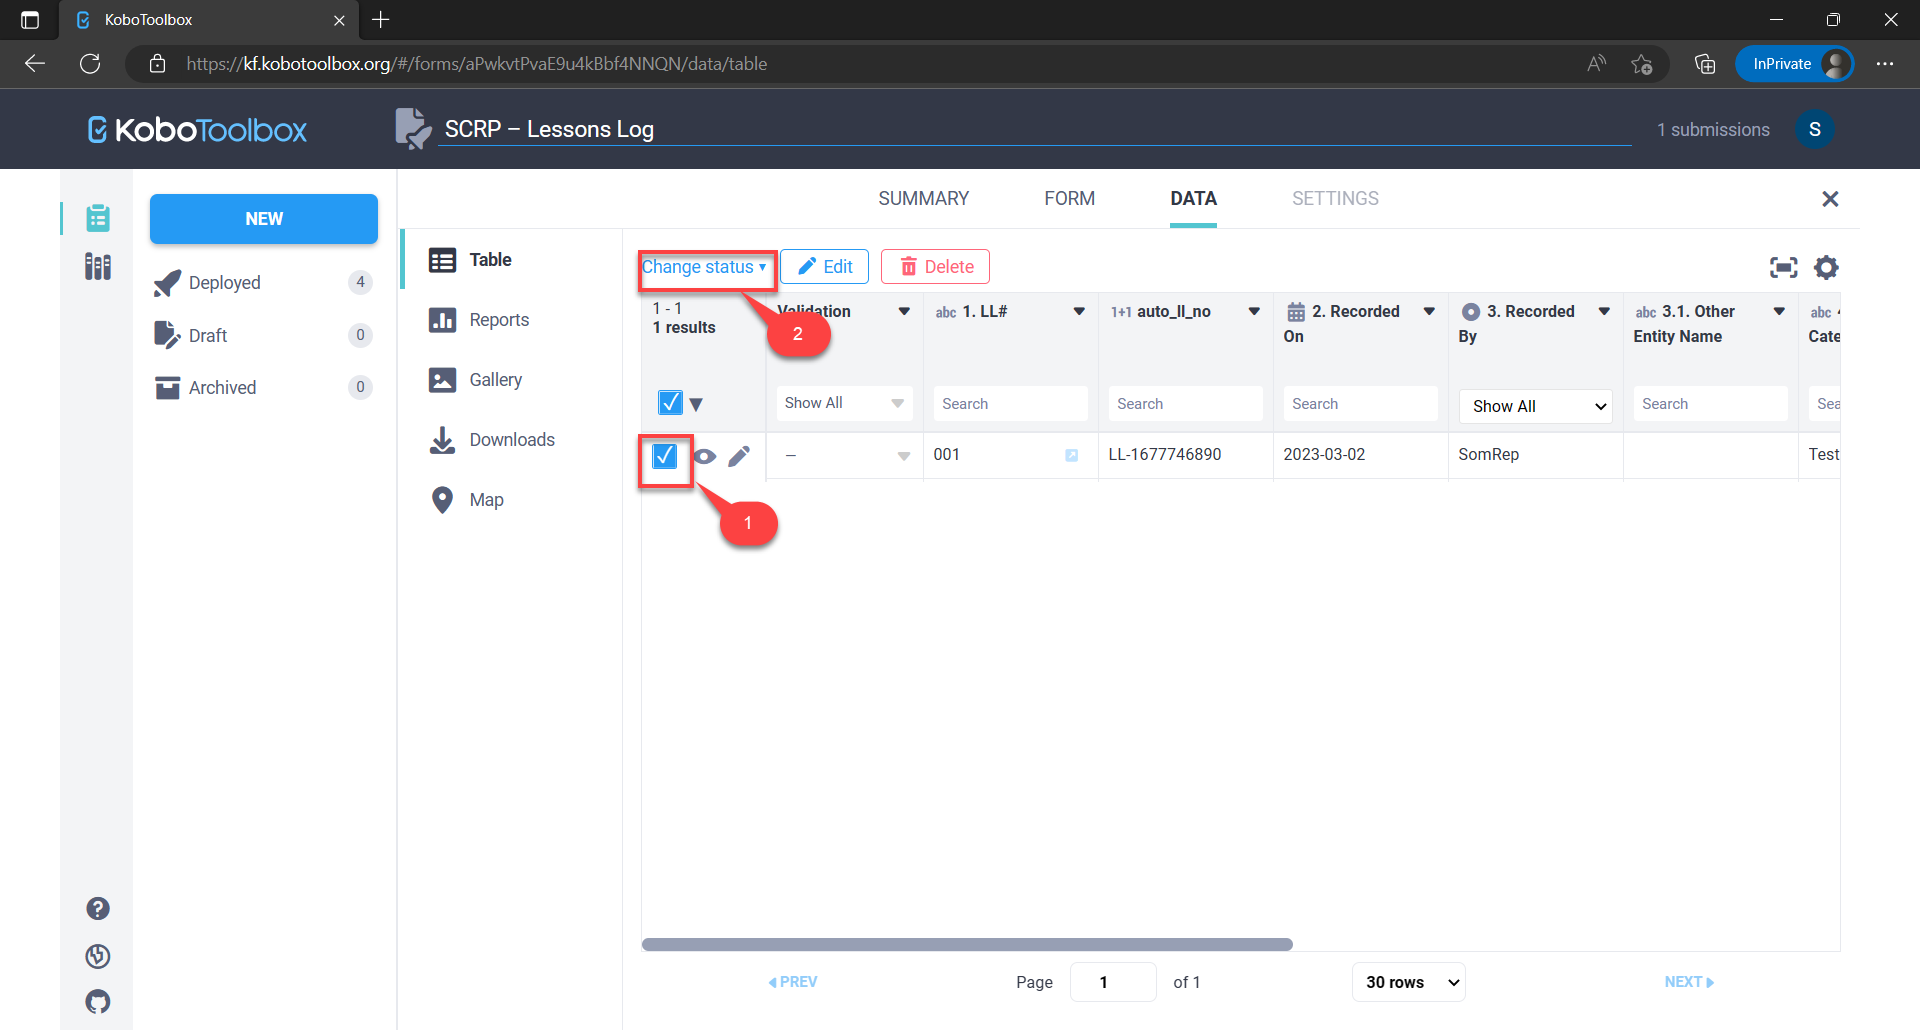 KoboToolbox
https://kf.kobotoolbox.org/#/forms/aPwkvtPvaE9u4kBbf4NNQN/data/table
InPrivate
KoboToolbox
SCRP – Lessons Log
1 submissions
S
NEW
Deployed 4
Draft 0
Archived 0
SUMMARY FORM DATA SETTINGS
Table
Reports
Gallery
Downloads
Map
Change status Edit Delete
1 - 1
1 results
Validation
abc 1. LL#
1+1 auto_ll_no
2. Recorded
On
3. Recorded
By
abc 3.1. Other
Entity Name
abc
Cate
2
Show All Search Search Search Show All Search Sea
– 001 LL-1677746890 2023-03-02 SomRep Test
1
PREV Page 1 of 1 30 rows NEXT